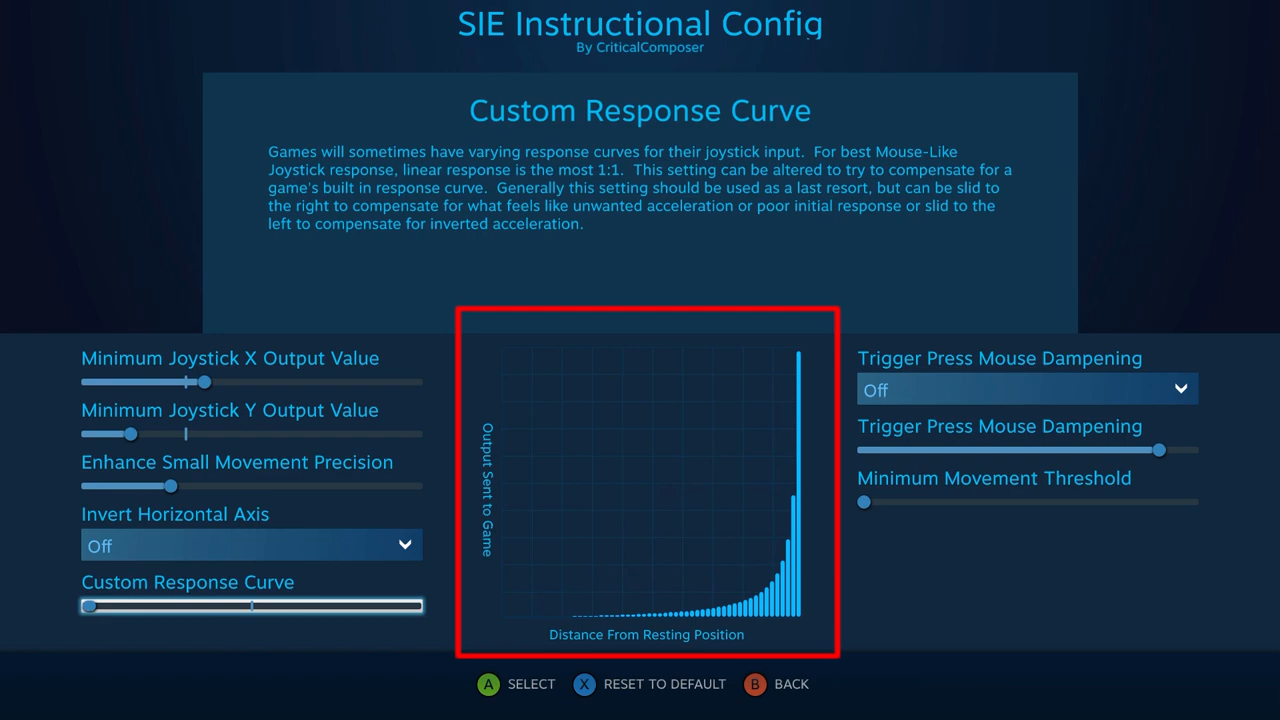 SIE Instructional Config
By CriticalComposer
Custom Response Curve
Games will sometimes have varying response curves for their joystick input.  For best Mouse-Like
Joystick response, linear response is the most 1:1.  This setting can be altered to try to compensate for a
game's built in response curve.  Generally this setting should be used as a last resort, but can be slid to
the right to compensate for what feels like unwanted acceleration or poor initial response or slid to the
left to compensate for inverted acceleration.
Minimum Joystick X Output Value
Minimum Joystick Y Output Value
Enhance Small Movement Precision
Invert Horizontal Axis
Off
Custom Response Curve
Output Sent to Game
Distance From Resting Position
Trigger Press Mouse Dampening
Off
Trigger Press Mouse Dampening
Minimum Movement Threshold
A SELECT X RESET TO DEFAULT B BACK